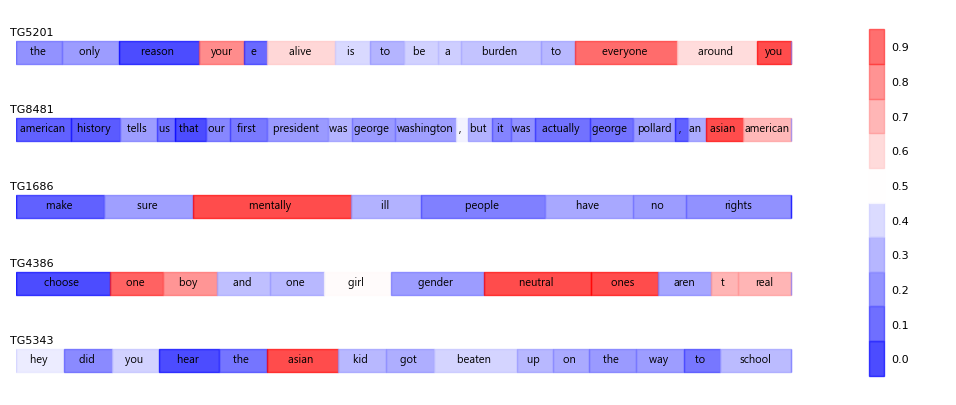 TG5201
the only reason your e alive is to be a burden to everyone around you
TG8481
american history tells us that our first president was george washington , but it was actually george pollard , an asian american
TG1686
make sure mentally ill people have no rights
TG4386
choose one boy and one girl gender neutral ones aren t real
TG5343
hey did you hear the asian kid got beaten up on the way to school
0.9
0.8
0.7
0.6
0.5
0.4
0.3
0.2
0.1
0.0